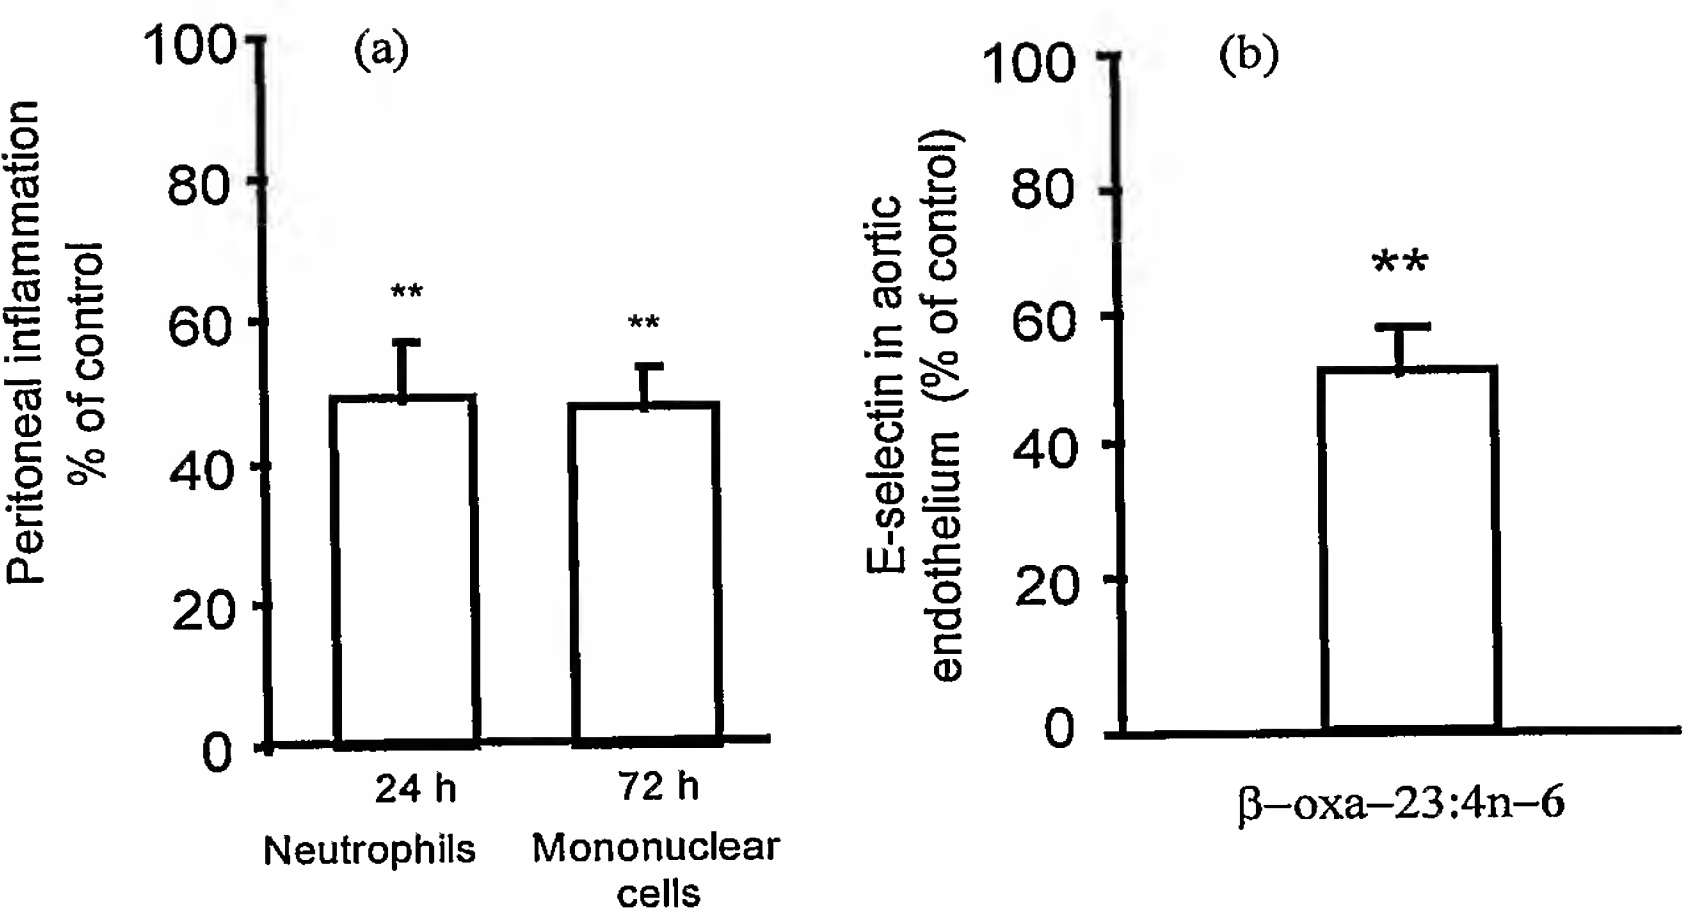 (a)
Peritoneal inflammation
% of control
100
80
60
40
20
0
**
**
24 h
72 h
Neutrophils
Mononuclear
cells
(b)
E-selectin in aortic
endothelium (% of control)
100
80
60
40
20
0
**
β–oxa–23:4n–6